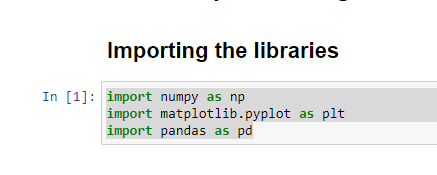 Importing the libraries
In [1]: import numpy as np
import matplotlib.pyplot as plt
import pandas as pd